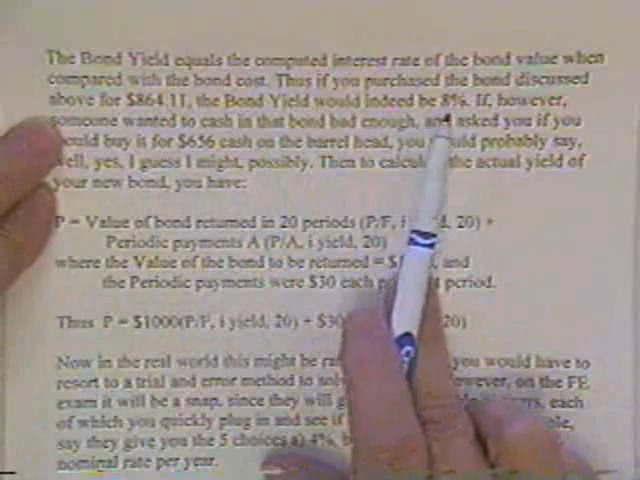 The Bond Yield equals the computed interest rate of the bond value when
compared with the bond cost. Thus if you purchased the bond discussed
above for $864.11, the Bond Yield would indeed be 8%. If, however,
someone wanted to cash in that bond bad enough, and asked you if you
would buy it for $656 cash on the barrel head, you would probably say,
well, yes, I guess I might, possibly. Then to calculate the actual yield of
your new bond, you have:
P = Value of bond returned in 20 periods (P/F, i 20) +
Periodic payments A (P/A, i yield, 20)
where the Value of the bond to be returned = and
the Periodic payments were $30 each period.
Thus P = $1000(P/F, i yield, 20) + $30 20)
Now in the real world this might be you would have to
resort to a trial and error method to However, on the FE
exam it will be a snap, since they will each
of which you quickly plug in and see if
say they give you the 5 choices a) 4%,
nominal rate per year.